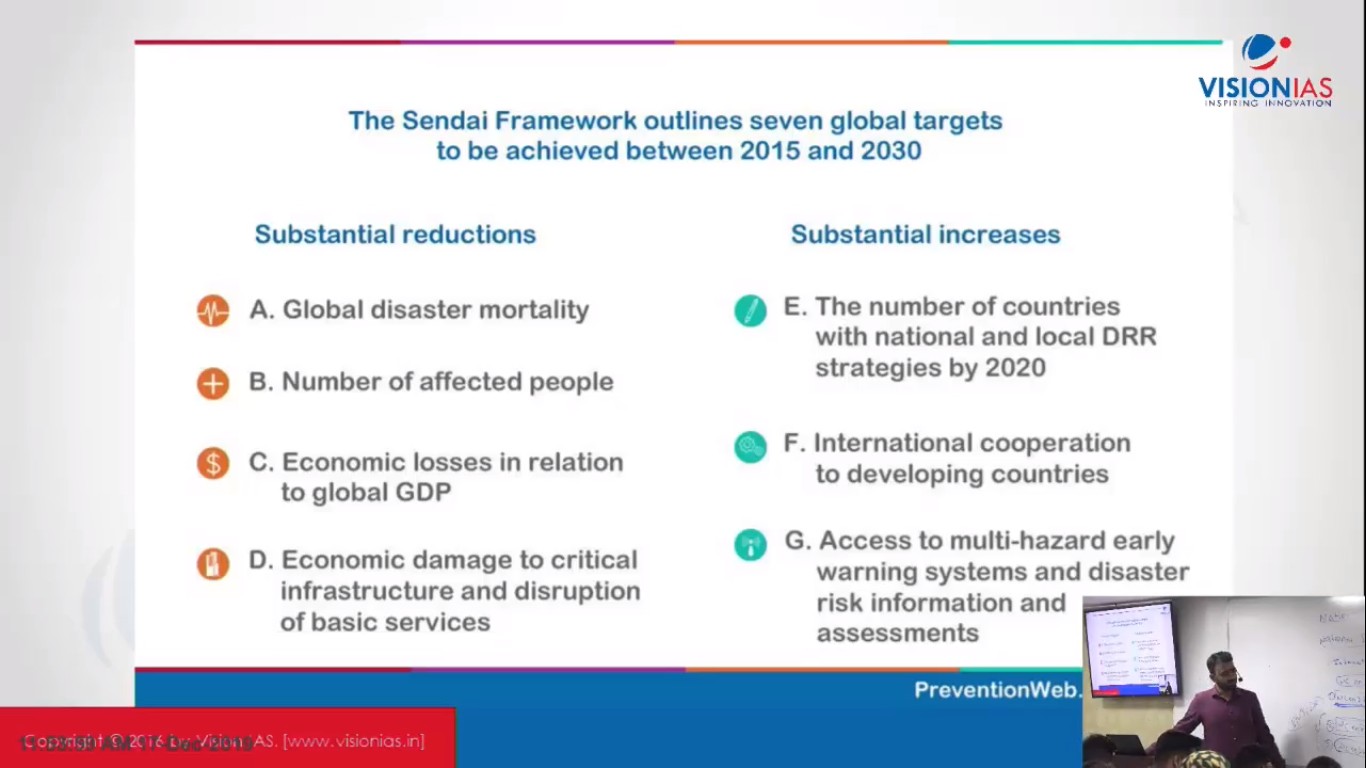 VISIONIAS
INSPIRING INNOVATION
The Sendai Framework outlines seven global targets
to be achieved between 2015 and 2030
Substantial reductions
A. Global disaster mortality
B. Number of affected people
C. Economic losses in relation
to global GDP
D. Economic damage to critical
infrastructure and disruption
of basic services
Substantial increases
E. The number of countries
with national and local DRR
strategies by 2020
F. International cooperation
to developing countries
G. Access to multi-hazard early
warning systems and disaster
risk information and
assessments
PreventionWeb.
Copyright © 2016 by Vision IAS. [www.visionias.in]